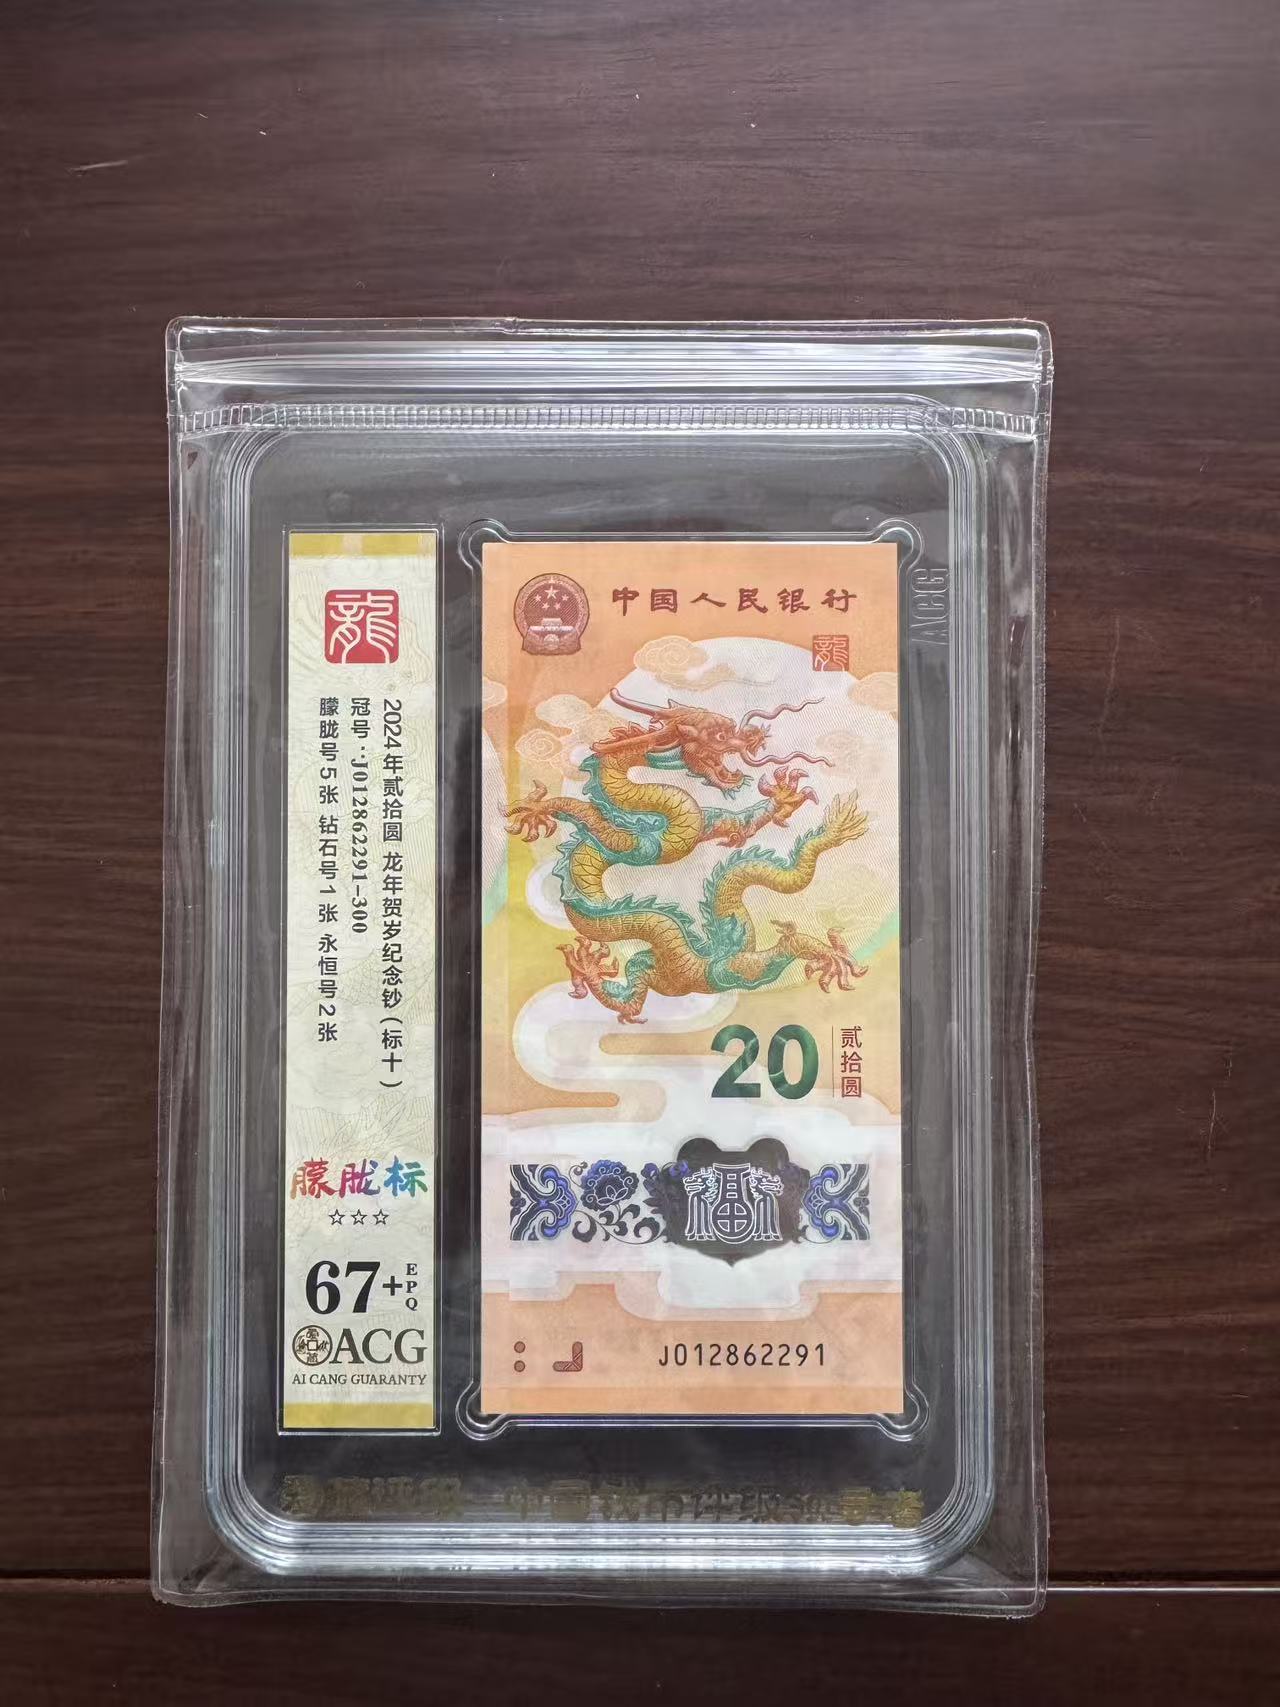 龍
2024年贰拾圆 龙年贺岁纪念钞(标十)
冠号:J012862291-300
朦胧号5张 钻石号1张 永恒号2张
朦胧标
☆☆☆
67+EPQ
ACG
AI CANG GUARANTY
中国人民银行
龍
20
贰拾圆
福
J012862291
ACG